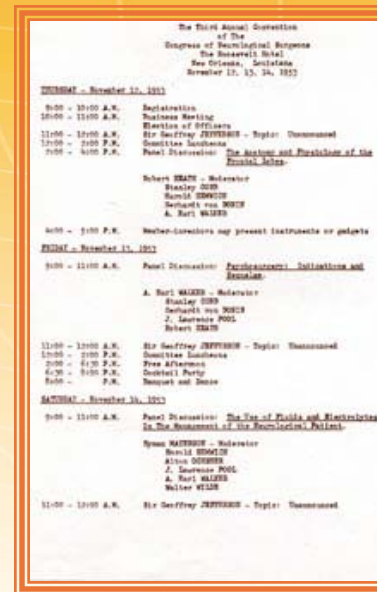 The Third Annual Convention
of The
Congress of Neurological Surgeons
The Roosevelt Hotel
New Orleans, Louisiana
November 12, 13, 14, 1953
THURSDAY - November 12, 1953
9:00 - 10:00 A.M. Registration
10:00 - 11:00 A.M. Business Meeting
Election of Officers
11:00 - 12:00 A.M. Sir Geoffrey JEFFERSON - Topic: Unannounced
12:00 - 2:00 P.M. Committee Luncheons
2:00 - 4:00 P.M. Panel Discussion: The Anatomy and Physiology of the
Frontal Lobes.
Robert HEATH - Moderator
Stanley COBB
Harold HIMWICH
Gerhardt von BONIN
A. Earl WALKER
4:00 - 5:00 P.M. Member-inventors may present instruments or gadgets
FRIDAY - November 13, 1953
9:00 - 11:00 A.M. Panel Discussion: Psychosurgery: Indications and
Sequelae.
A. Earl WALKER - Moderator
Stanley COBB
Gerhardt von BONIN
J. Lawrence POOL
Robert HEATH
11:00 - 12:00 A.M. Sir Geoffrey JEFFERSON - Topic: Unannounced
12:00 - 2:00 P.M. Committee Luncheons
2:00 - 6:30 P.M. Free Afternoon
6:30 - 8:00 P.M. Cocktail Party
8:00 - P.M. Banquet and Dance
SATURDAY - November 14, 1953
9:00 - 11:00 A.M. Panel Discussion: The Use of Fluids and Electrolytes
In The Management of the Neurological Patient.
- Moderator
Harold HIMWICH
Alton OCHSNER
J. Lawrence POOL
A. Earl WALKER
Walter WILDE
11:00 - 12:00 A.M. Sir Geoffrey JEFFERSON - Topic: Unannounced